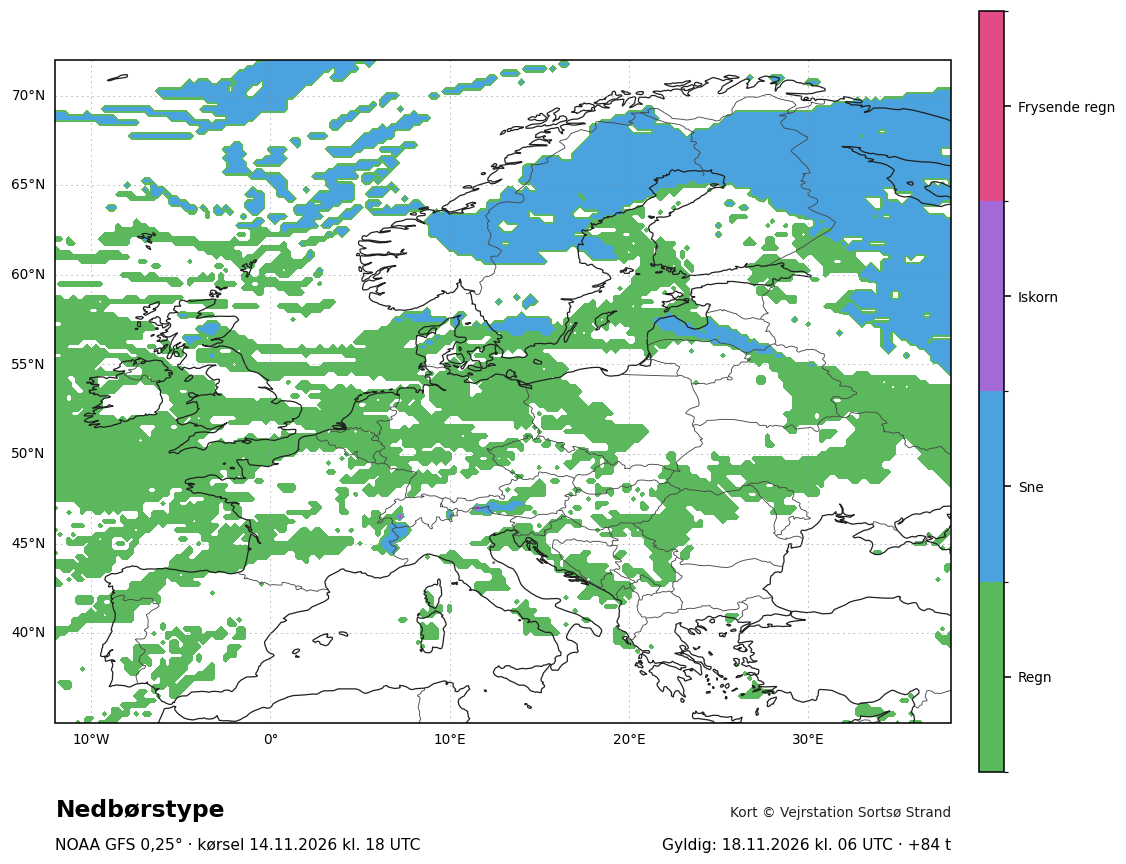 Frysende regn
Iskorn
Sne
Regn
70°N
65°N
60°N
55°N
50°N
45°N
40°N
10°W
0°
10°E
20°E
30°E
Nedbørstype
Kort © Vejrstation Sortsø Strand
NOAA GFS 0,25° · kørsel 14.11.2026 kl. 18 UTC
Gyldig: 18.11.2026 kl. 06 UTC · +84 t